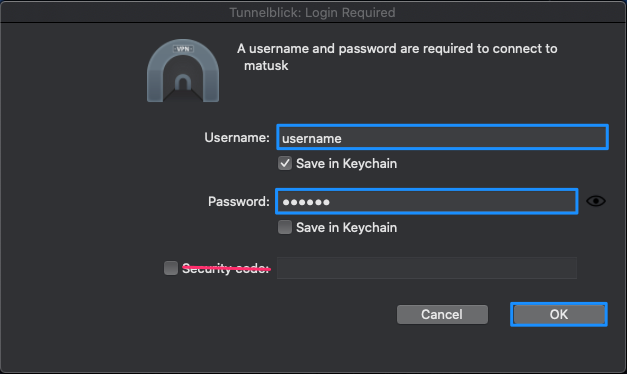 Tunnelblick: Login Required
VPN
A username and password are required to connect to
matusk
Username: username
Save in Keychain
Password: ••••••
Save in Keychain
Security code:
Cancel OK